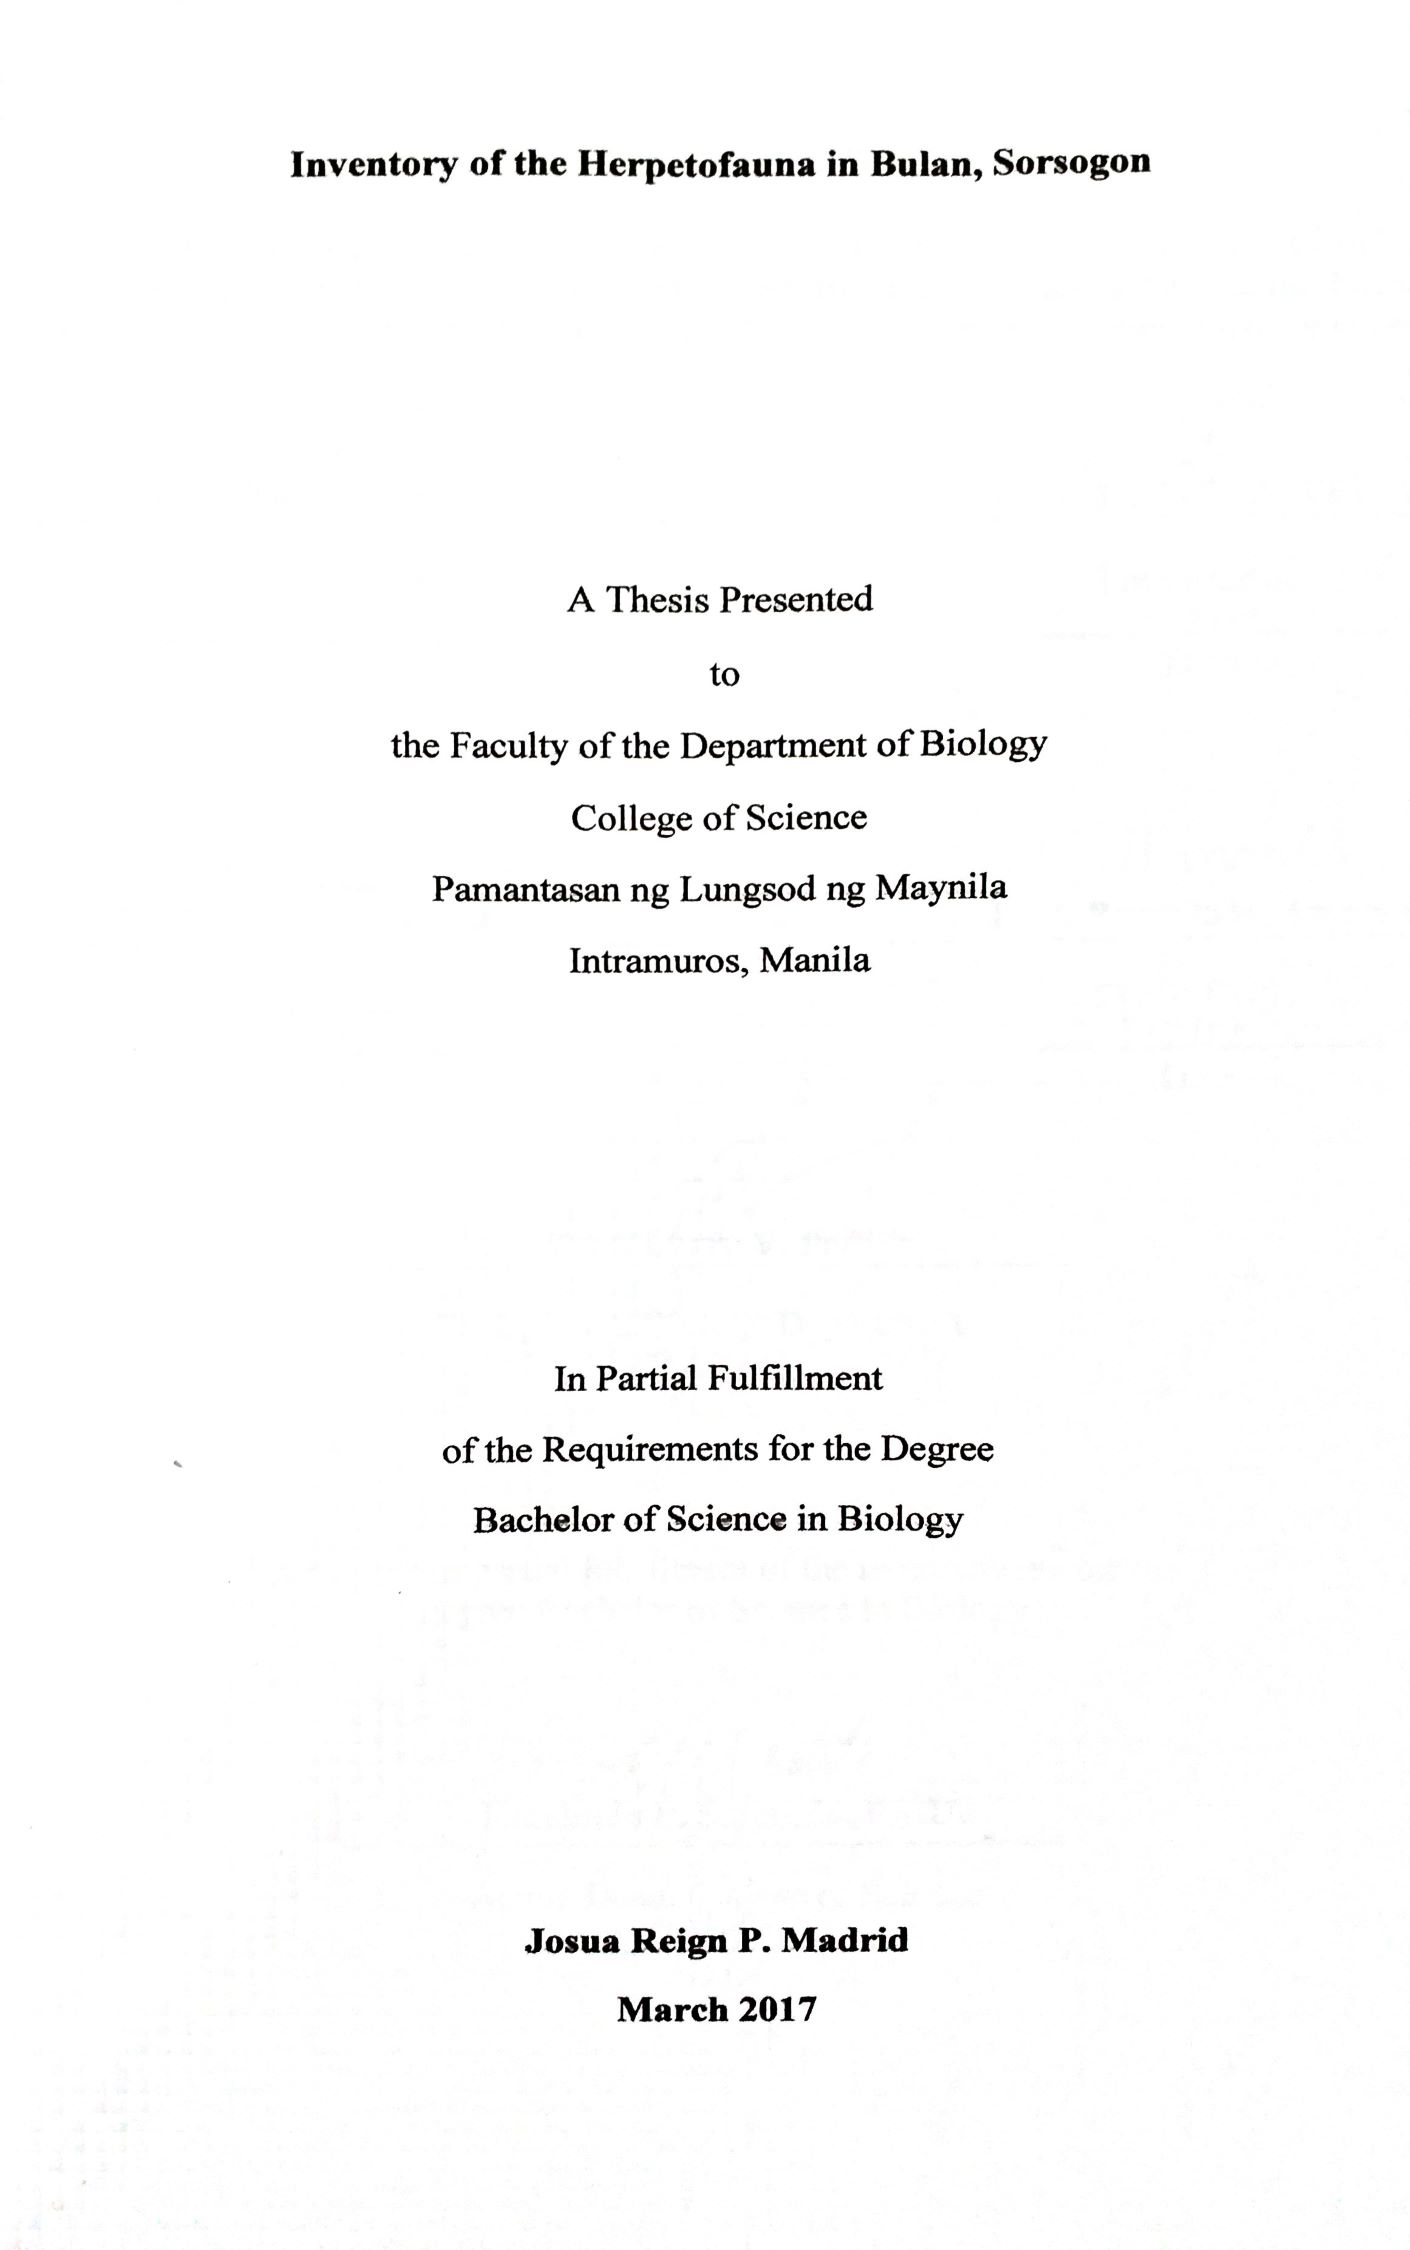 Inventory of the Herpetofauna in Bulan, Sorsogon
A Thesis Presented
to
the Faculty of the Department of Biology
College of Science
Pamantasan ng Lungsod ng Maynila
Intramuros, Manila
In Partial Fulfillment
of the Requirements for the Degree
Bachelor of Science in Biology
Josua Reign P. Madrid
March 2017